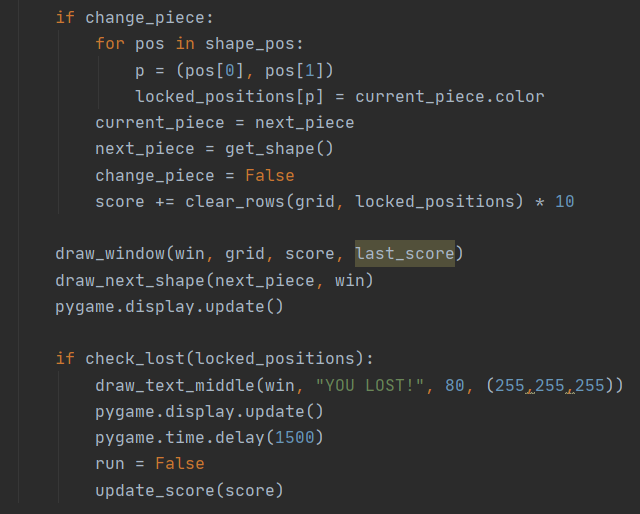 if change_piece:
for pos in shape_pos:
p = (pos[0], pos[1])
locked_positions[p] = current_piece.color
current_piece = next_piece
next_piece = get_shape()
change_piece = False
score += clear_rows(grid, locked_positions) * 10
draw_window(win, grid, score, last_score)
draw_next_shape(next_piece, win)
pygame.display.update()
if check_lost(locked_positions):
draw_text_middle(win, "YOU LOST!", 80, (255,255,255))
pygame.display.update()
pygame.time.delay(1500)
run = False
update_score(score)